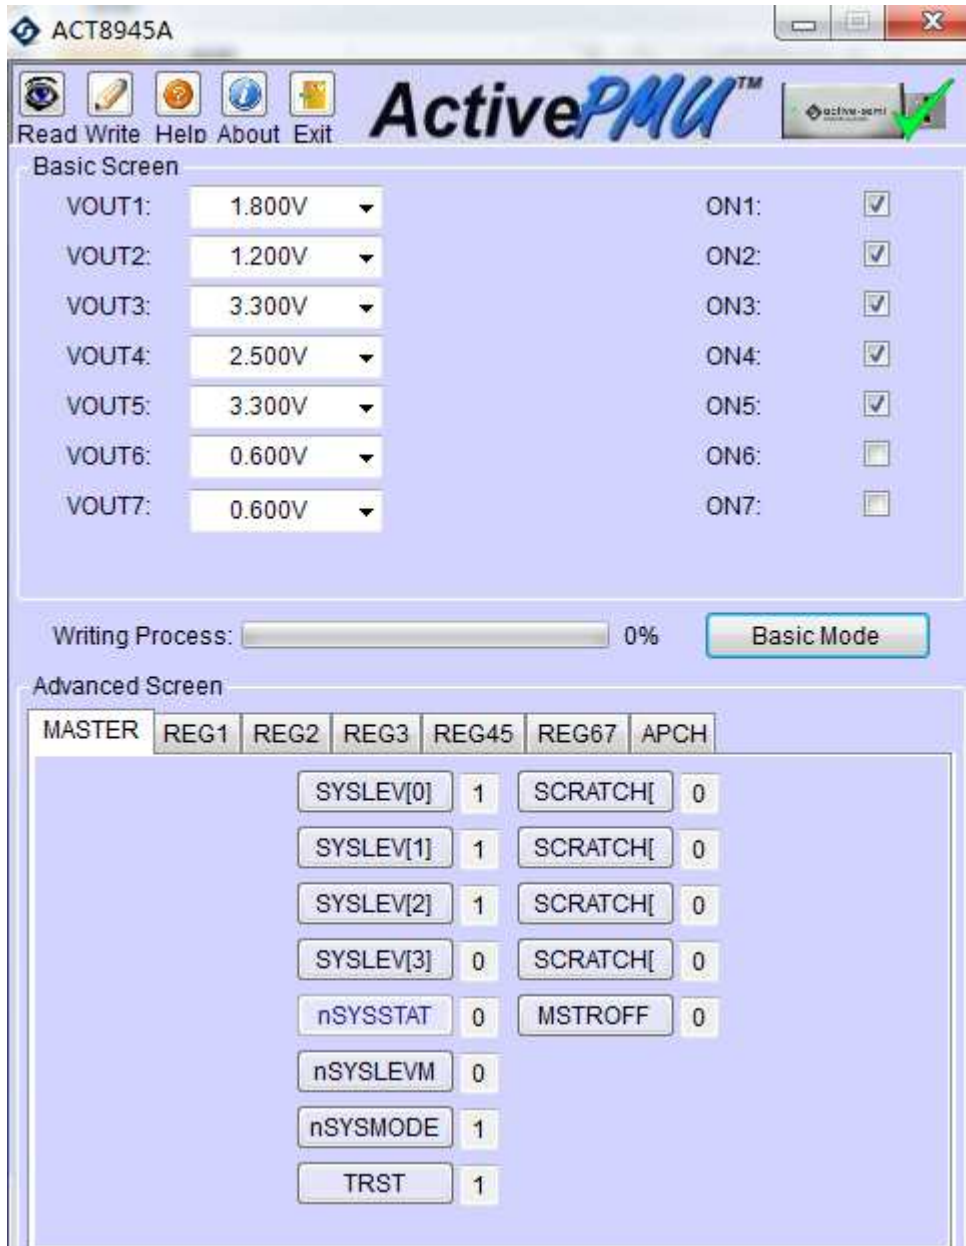 ACT8945A
Read Write Help About Exit
ActivePMU™
active-semi
Basic Screen
VOUT1: 1.800V ON1:
VOUT2: 1.200V ON2:
VOUT3: 3.300V ON3:
VOUT4: 2.500V ON4:
VOUT5: 3.300V ON5:
VOUT6: 0.600V ON6:
VOUT7: 0.600V ON7:
Writing Process: 0% Basic Mode
Advanced Screen
MASTER REG1 REG2 REG3 REG45 REG67 APCH
SYSLEV[0] 1 SCRATCH[ 0
SYSLEV[1] 1 SCRATCH[ 0
SYSLEV[2] 1 SCRATCH[ 0
SYSLEV[3] 0 SCRATCH[ 0
nSYSSTAT 0 MSTROFF 0
nSYSLEVM 0
nSYSMODE 1
TRST 1